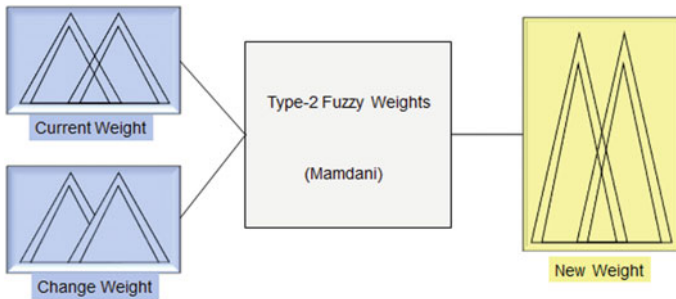 Current Weight
Type-2 Fuzzy Weights
(Mamdani)
Change Weight
New Weight